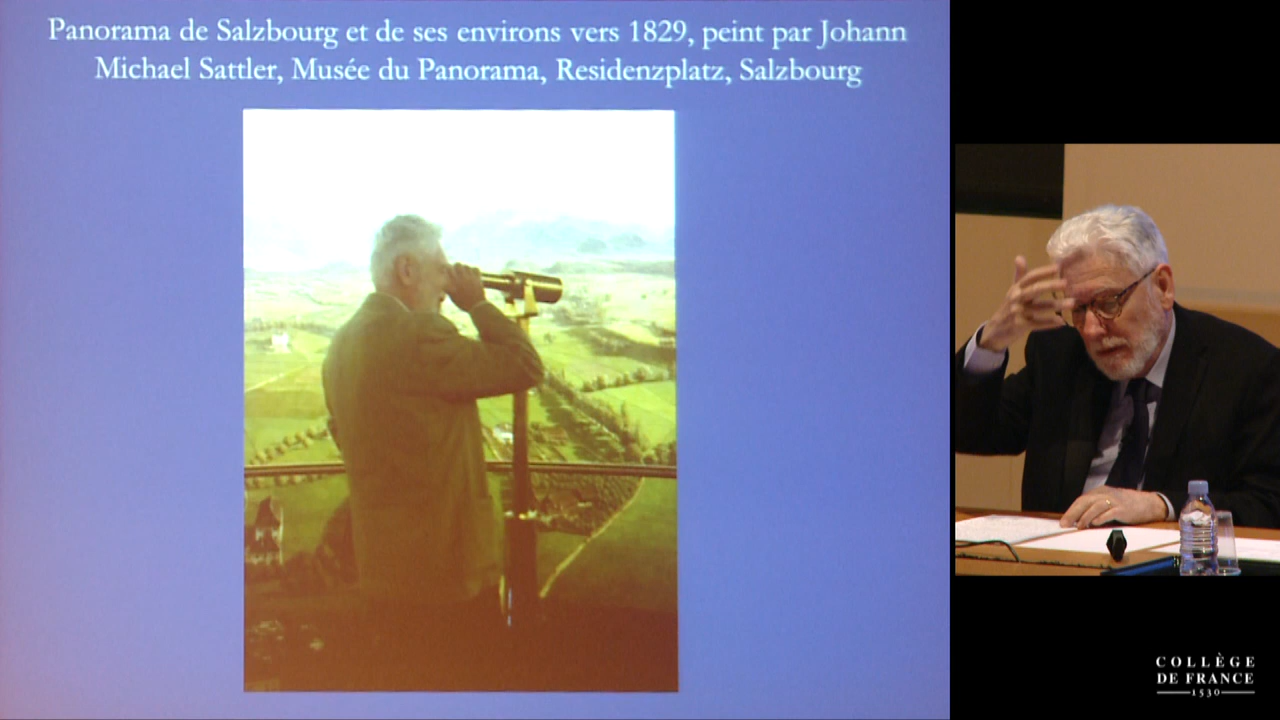 Panorama de Salzbourg et de ses environs vers 1829, peint par Johann
Michael Sattler, Musée du Panorama, Residenzplatz, Salzbourg
COLLÈGE
DE FRANCE
1530